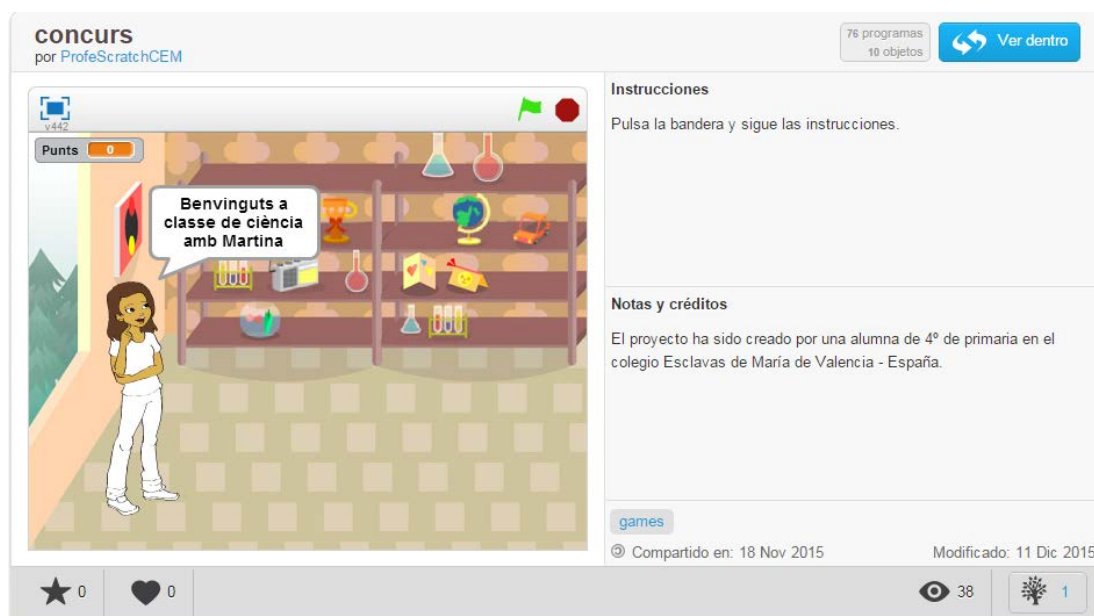 concurs
por ProfeScratchCEM
76 programas
10 objetos
Ver dentro
v442
Punts 0
Benvinguts a
classe de ciència
amb Martina
Instrucciones
Pulsa la bandera y sigue las instrucciones.
Notas y créditos
El proyecto ha sido creado por una alumna de 4º de primaria en el
colegio Esclavas de María de Valencia - España.
games
Compartido en: 18 Nov 2015 Modificado: 11 Dic 2015
0 0 38 1